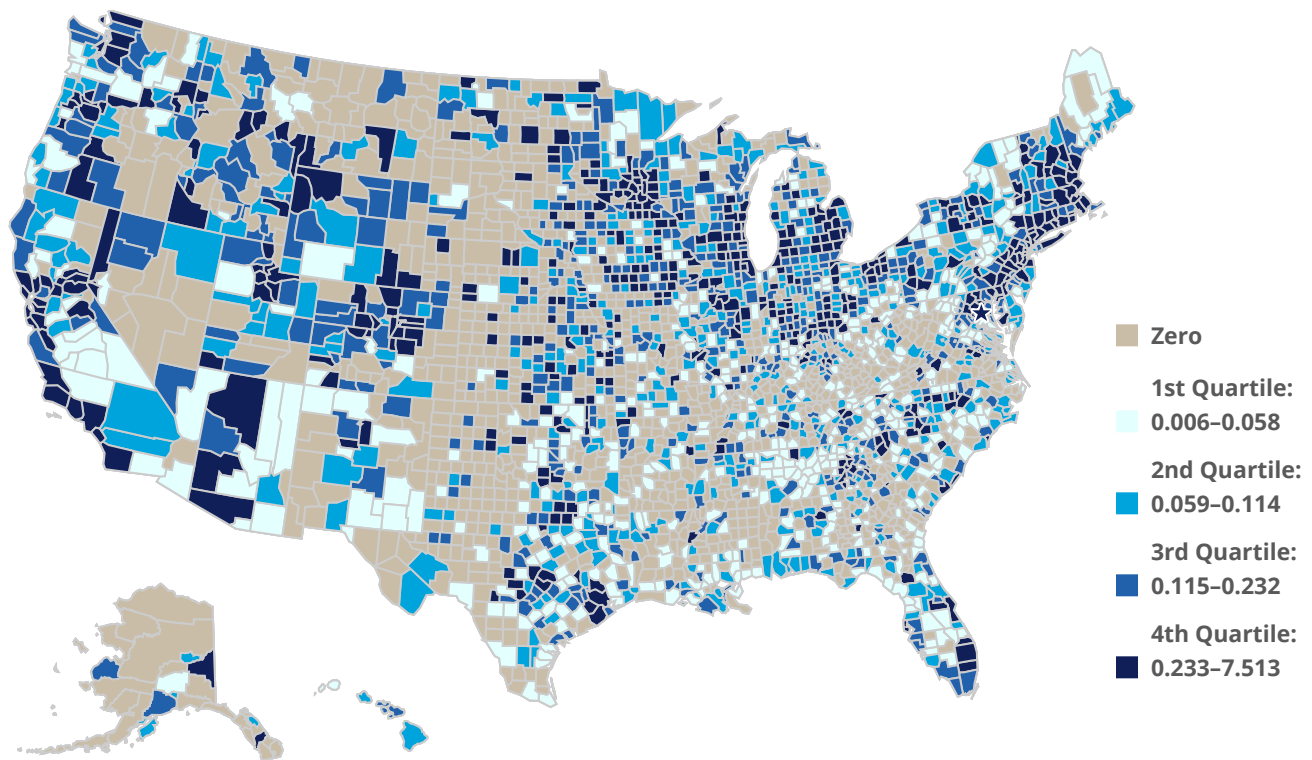 Zero
1st Quartile:
0.006–0.058
2nd Quartile:
0.059–0.114
3rd Quartile:
0.115–0.232
4th Quartile:
0.233–7.513